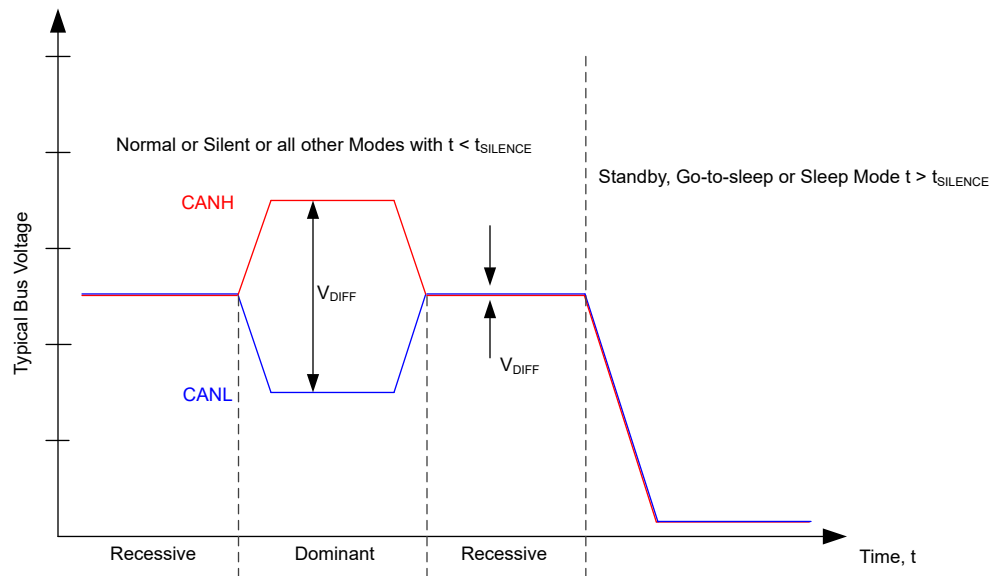 Normal or Silent or all other Modes with t < tSILENCE
Standby, Go-to-sleep or Sleep Mode t > tSILENCE
CANH
VDIFF
VDIFF
CANL
Typical Bus Voltage
Recessive
Dominant
Recessive
Time, t